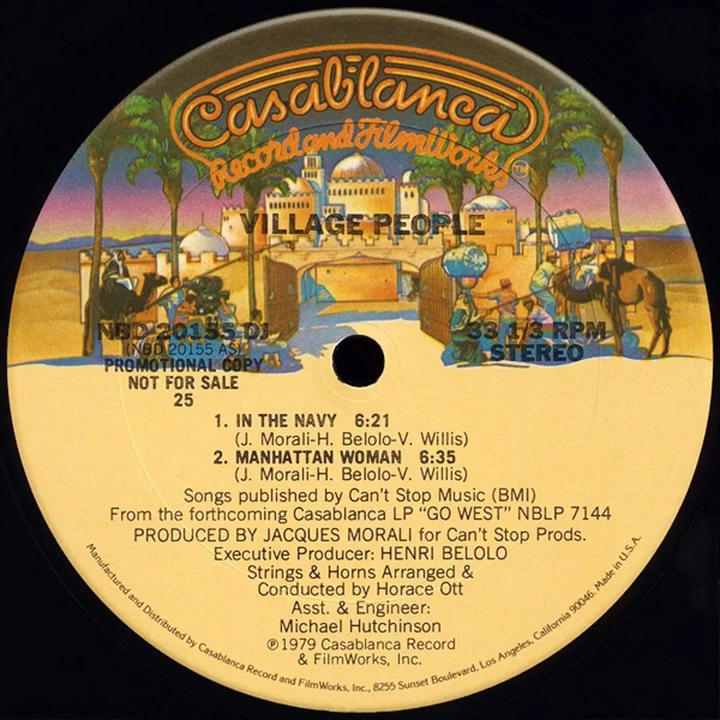 Casablanca
Record and FilmWorks
TM
VILLAGE PEOPLE
NBD 20155 DJ
(NBD 20155 AS)
PROMOTIONAL COPY
NOT FOR SALE
25
33 1/3 RPM
STEREO
1. IN THE NAVY 6:21
(J. Morali-H. Belolo-V. Willis)
2. MANHATTAN WOMAN 6:35
(J. Morali-H. Belolo-V. Willis)
Songs published by Can't Stop Music (BMI)
From the forthcoming Casablanca LP “GO WEST” NBLP 7144
PRODUCED BY JACQUES MORALI for Can't Stop Prods.
Executive Producer: HENRI BELOLO
Strings & Horns Arranged &
Conducted by Horace Ott
Asst. & Engineer:
Michael Hutchinson
℗1979 Casablanca Record
& FilmWorks, Inc.
Manufactured and Distributed by Casablanca Record and FilmWorks, Inc., 8255 Sunset Boulevard, Los Angeles, California 90046. Made in U.S.A.